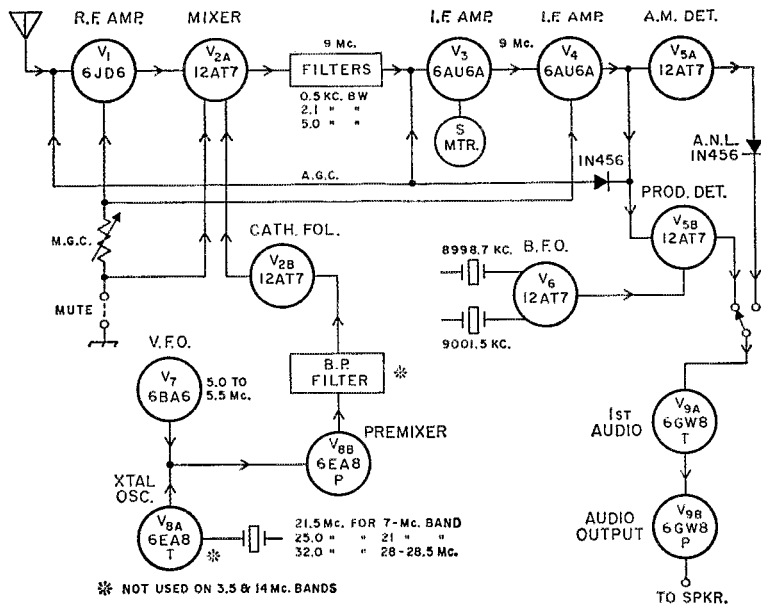 R.F. AMP.
V1
6JD6
MIXER
V2A
12AT7
9 Mc.
FILTERS
0.5 KC. BW
2.1 " "
5.0 " "
I.F. AMP.
V3
6AU6A
S
MTR.
9 Mc.
I.F. AMP.
V4
6AU6A
A.M. DET.
V5A
12AT7
A.N.L.
1N456
1N456
A.G.C.
M.G.C.
MUTE
CATH. FOL.
V2B
12AT7
PROD. DET.
V5B
12AT7
8998.7 KC.
B.F.O.
V6
12AT7
9001.5 KC.
V.F.O.
V7
6BA6
5.0 TO
5.5 Mc.
B.P.
FILTER
※
PREMIXER
V8B
6EA8
P
XTAL
OSC.
V8A
6EA8
T
※
21.5 Mc. FOR 7-Mc. BAND
25.0 " " 21 " "
32.0 " " 28-28.5 Mc.
1ST
AUDIO
V9A
6GW8
T
AUDIO
OUTPUT
V9B
6GW8
P
TO SPKR.
※ NOT USED ON 3.5 & 14 Mc. BANDS